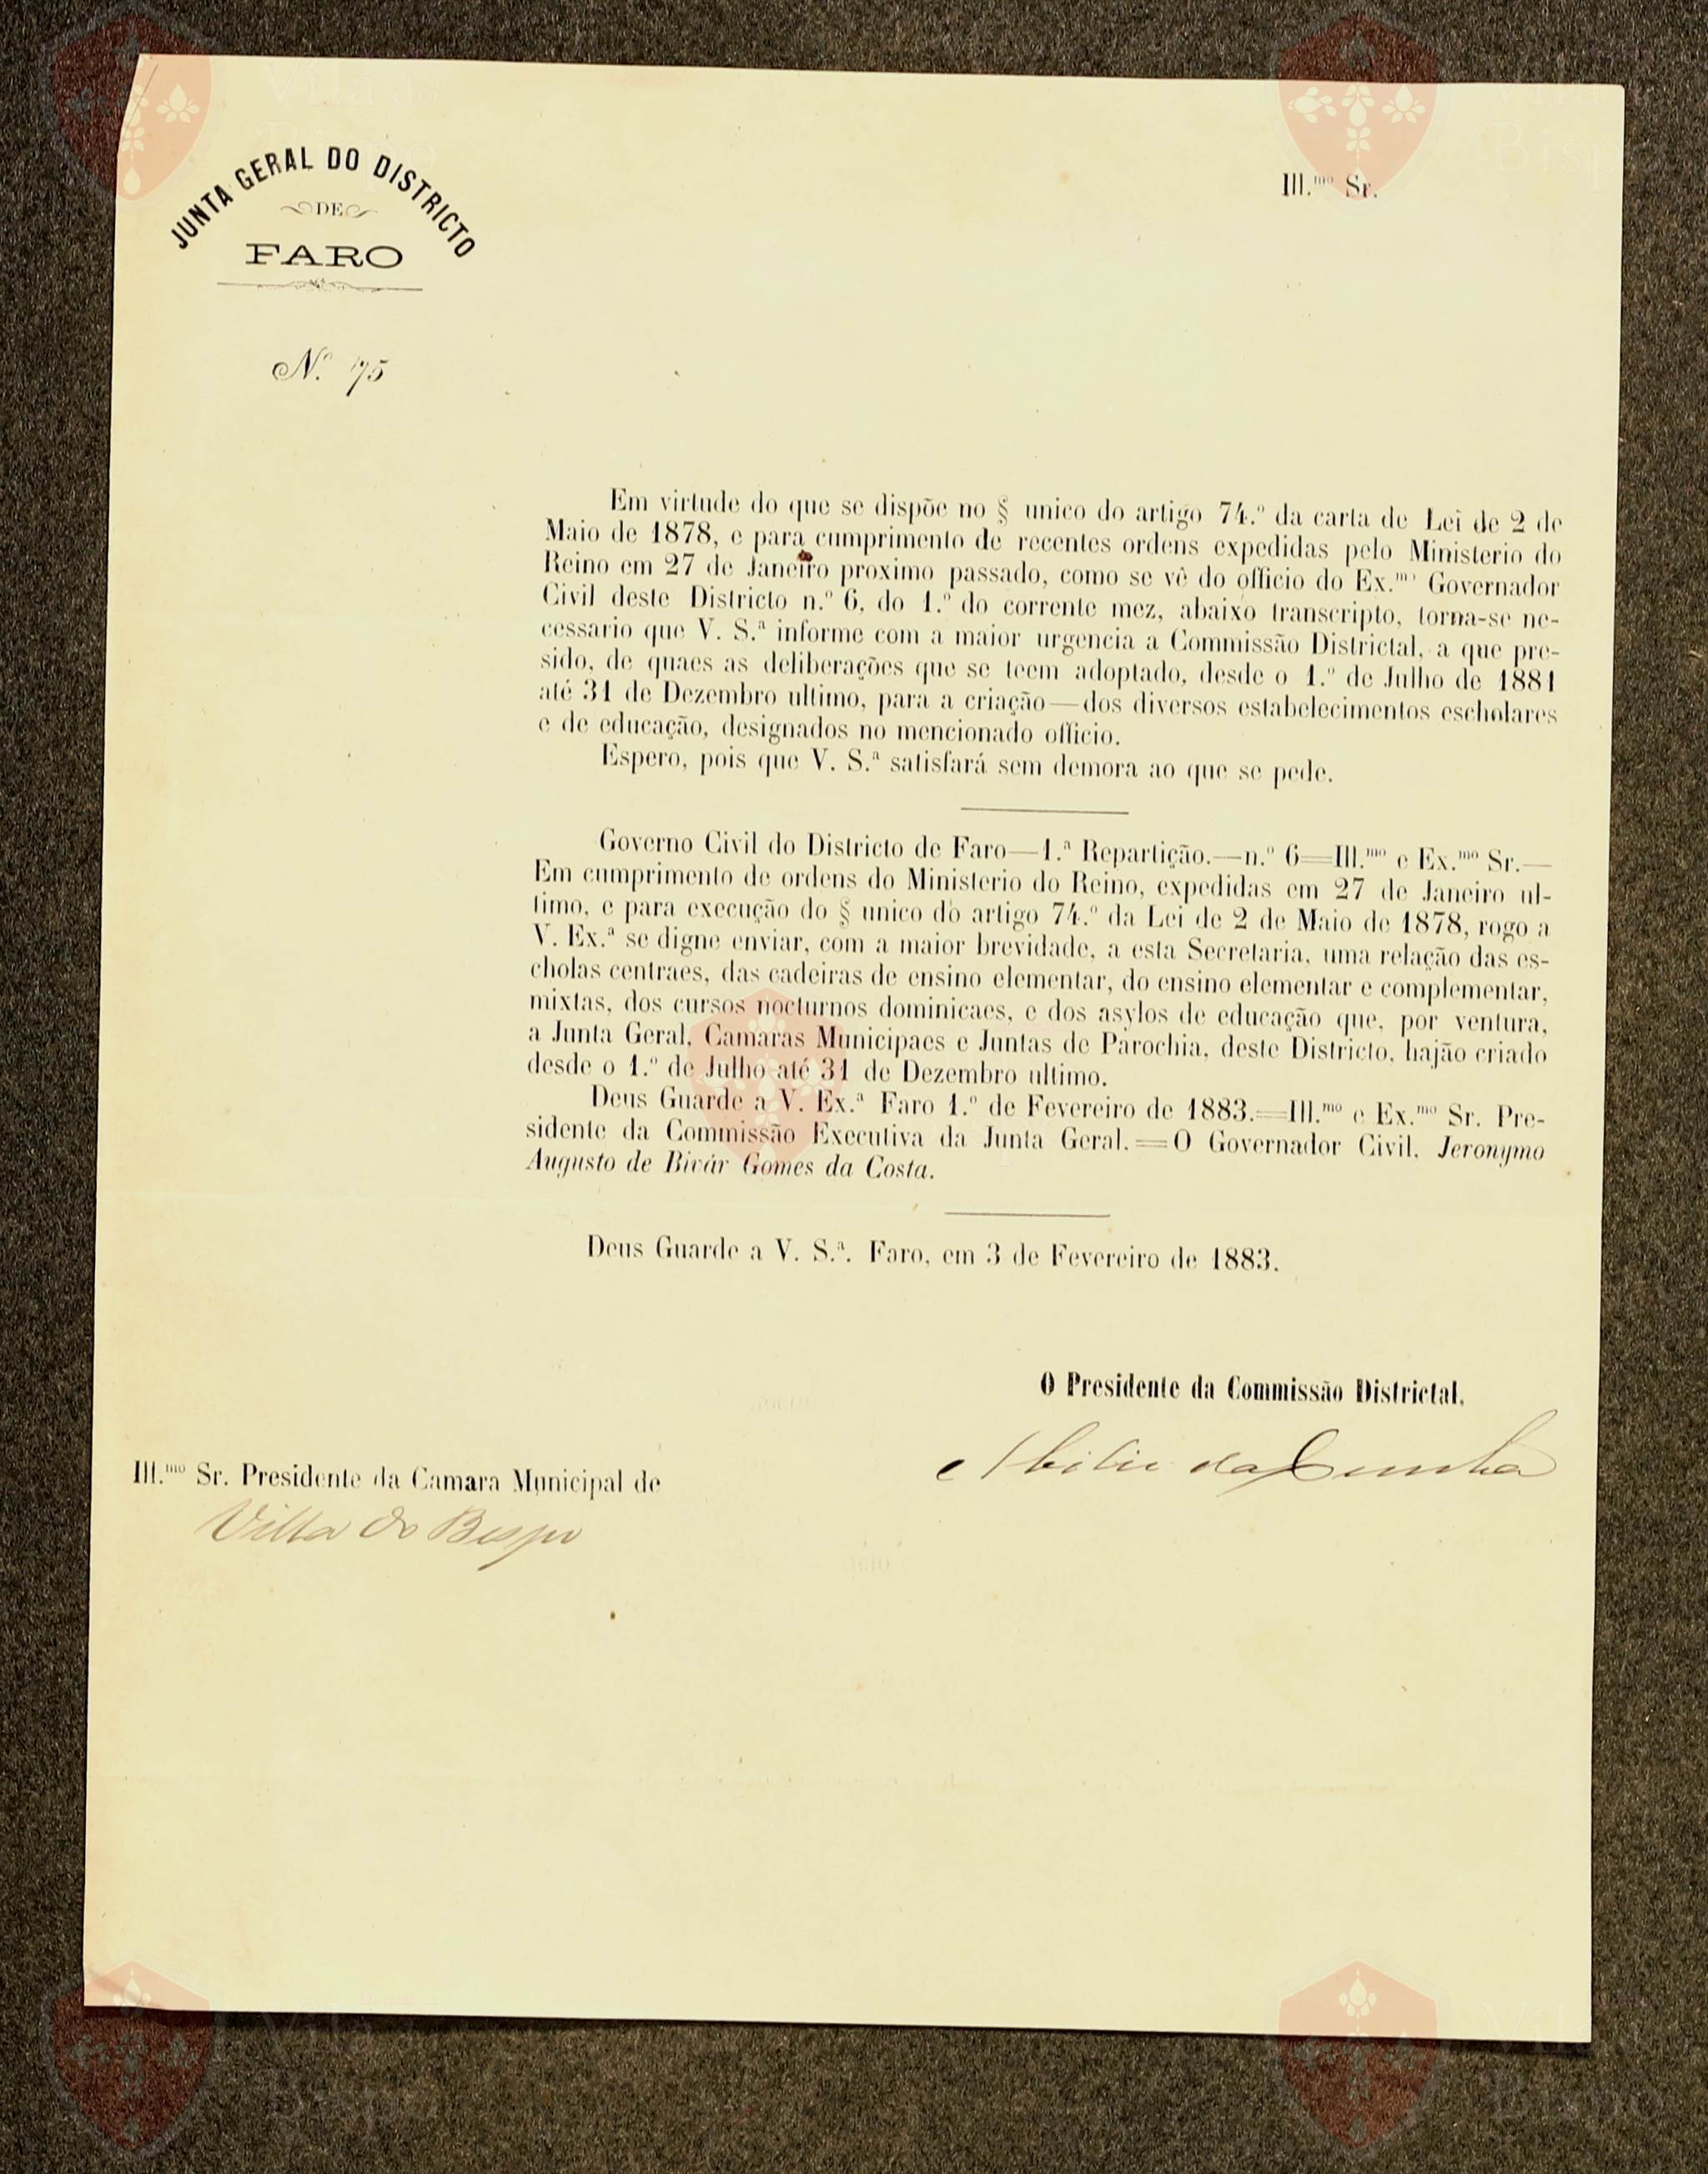 JUNTA GERAL DO DISTRICTO
DE
FARO
Ill.mo Sr.
N.º 75
Em virtude do que se dispõe no § unico do artigo 74.º da carta de Lei de 2 de
Maio de 1878, e para cumprimento de recentes ordens expedidas pelo Ministerio do
Reino em 27 de Janeiro proximo passado, como se vê do officio do Ex.mo Governador
Civil deste Districto n.º 6, do 1.º do corrente mez, abaixo transcripto, torna-se ne-
cessario que V. S.ª informe com a maior urgencia a Commissão Districtal, a que pre-
sido, de quaes as deliberações que se teem adoptado, desde o 1.º de Julho de 1881
até 31 de Dezembro ultimo, para a criação—dos diversos estabelecimentos escholares
e de educação, designados no mencionado officio.
Espero, pois que V. S.ª satisfará sem demora ao que se pede.
Governo Civil do Districto de Faro—1.ª Repartição.—n.º 6=Ill.mo e Ex.mo Sr.—
Em cumprimento de ordens do Ministerio do Reino, expedidas em 27 de Janeiro ul-
timo, e para execução do § unico do artigo 74.º da Lei de 2 de Maio de 1878, rogo a
V. Ex.ª se digne enviar, com a maior brevidade, a esta Secretaria, uma relação das es-
cholas centraes, das cadeiras de ensino elementar, do ensino elementar e complementar,
mixtas, dos cursos nocturnos dominicaes, e dos asylos de educação que, por ventura,
a Junta Geral, Camaras Municipaes e Juntas de Parochia, deste Districto, hajão criado
desde o 1.º de Julho até 31 de Dezembro ultimo.
Deus Guarde a V. Ex.ª Faro 1.º de Fevereiro de 1883.=Ill.mo e Ex.mo Sr. Pre-
sidente da Commissão Executiva da Junta Geral.=O Governador Civil, Jeronymo
Augusto de Bivár Gomes da Costa.
Deus Guarde a V. S.ª. Faro, em 3 de Fevereiro de 1883.
O Presidente da Commissão Districtal,
Abilio da Cunha
Ill.mo Sr. Presidente da Camara Municipal de
Villa do Bispo